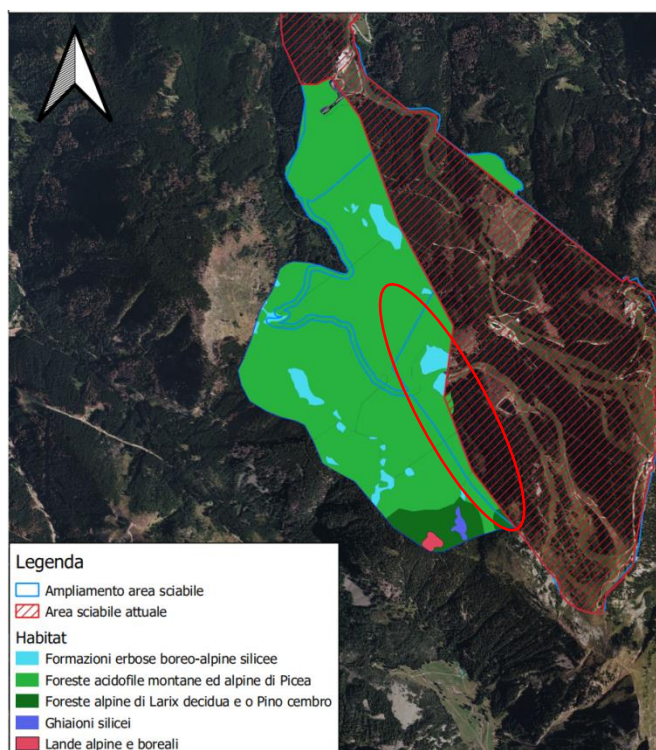 Legenda
Ampliamento area sciabile
Area sciabile attuale
Habitat
Formazioni erbose boreo-alpine silicee
Foreste acidofile montane ed alpine di Picea
Foreste alpine di Larix decidua e o Pino cembro
Ghiaioni silicei
Lande alpine e boreali